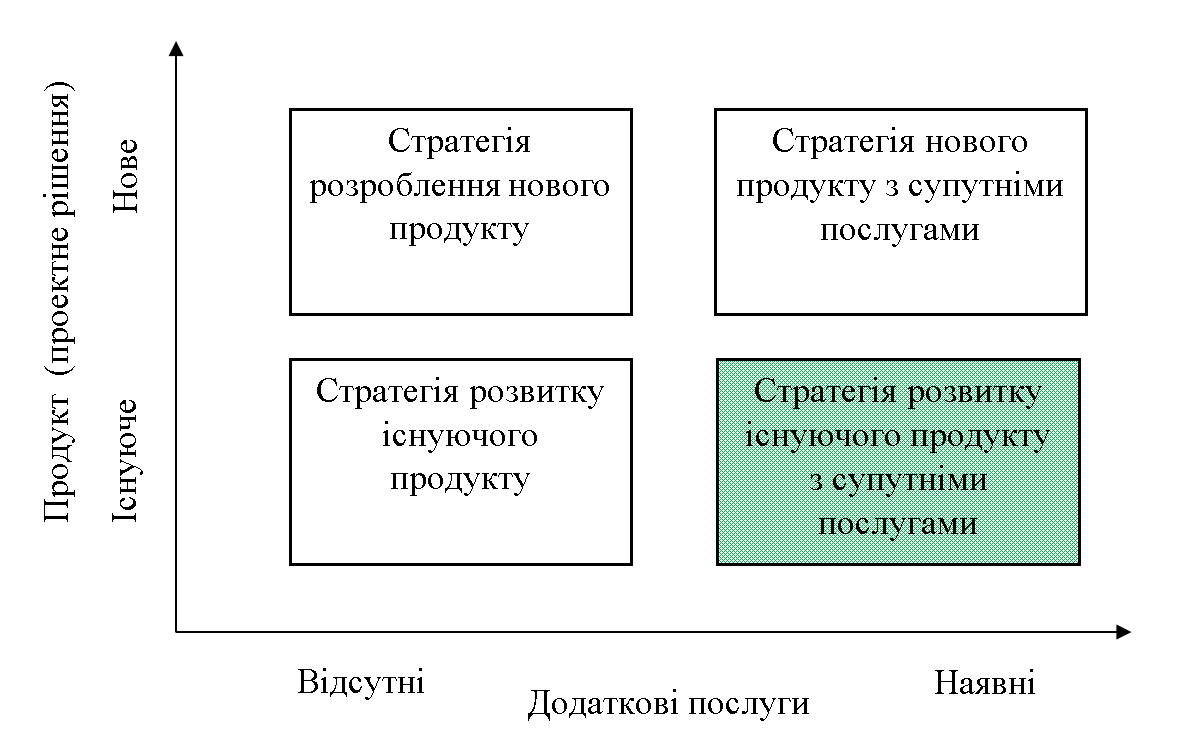 Продукт (проектне рішення)
Нове
Існуюче
Стратегія
розроблення нового
продукту
Стратегія нового
продукту з супутніми
послугами
Стратегія розвитку
існуючого
продукту
Стратегія розвитку
існуючого продукту
з супутніми
послугами
Відсутні
Додаткові послуги
Наявні